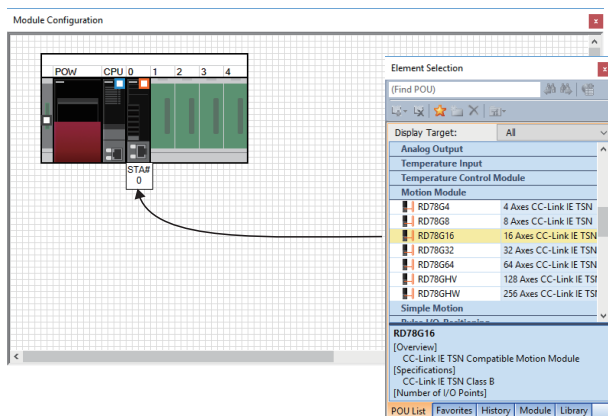 Module Configuration
POW CPU 0 1 2 3 4
STA#
0
Element Selection
(Find POU)
Display Target: All
Analog Output
Temperature Input
Temperature Control Module
Motion Module
RD78G4 4 Axes CC-Link IE TSN
RD78G8 8 Axes CC-Link IE TSN
RD78G16 16 Axes CC-Link IE TSN
RD78G32 32 Axes CC-Link IE TSN
RD78G64 64 Axes CC-Link IE TSN
RD78GHV 128 Axes CC-Link IE TSN
RD78GHW 256 Axes CC-Link IE TSN
Simple Motion
Pulse I/O-Positioning
RD78G16
[Overview]
CC-Link IE TSN Compatible Motion Module
[Specifications]
CC-Link IE TSN Class B
[Number of I/O Points]
POU List Favorites History Module Library